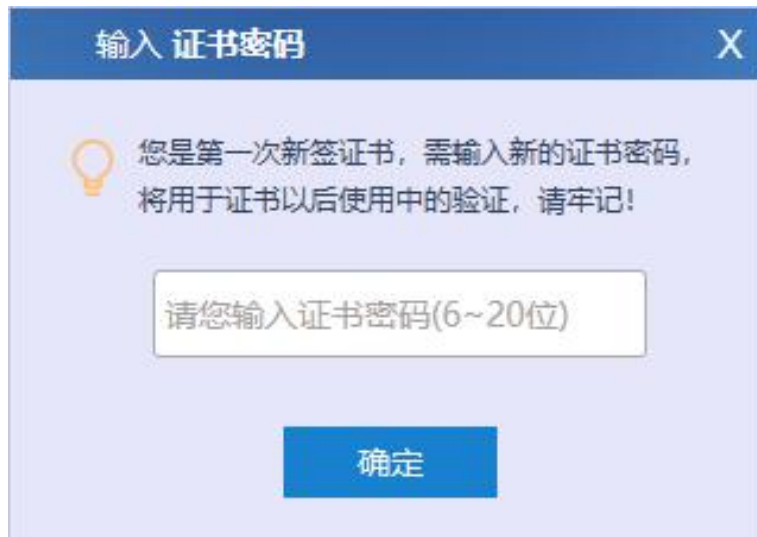 输入 证书密码 X
您是第一次新签证书，需输入新的证书密码，
将用于证书以后使用中的验证，请牢记！
请您输入证书密码(6~20位)
确定